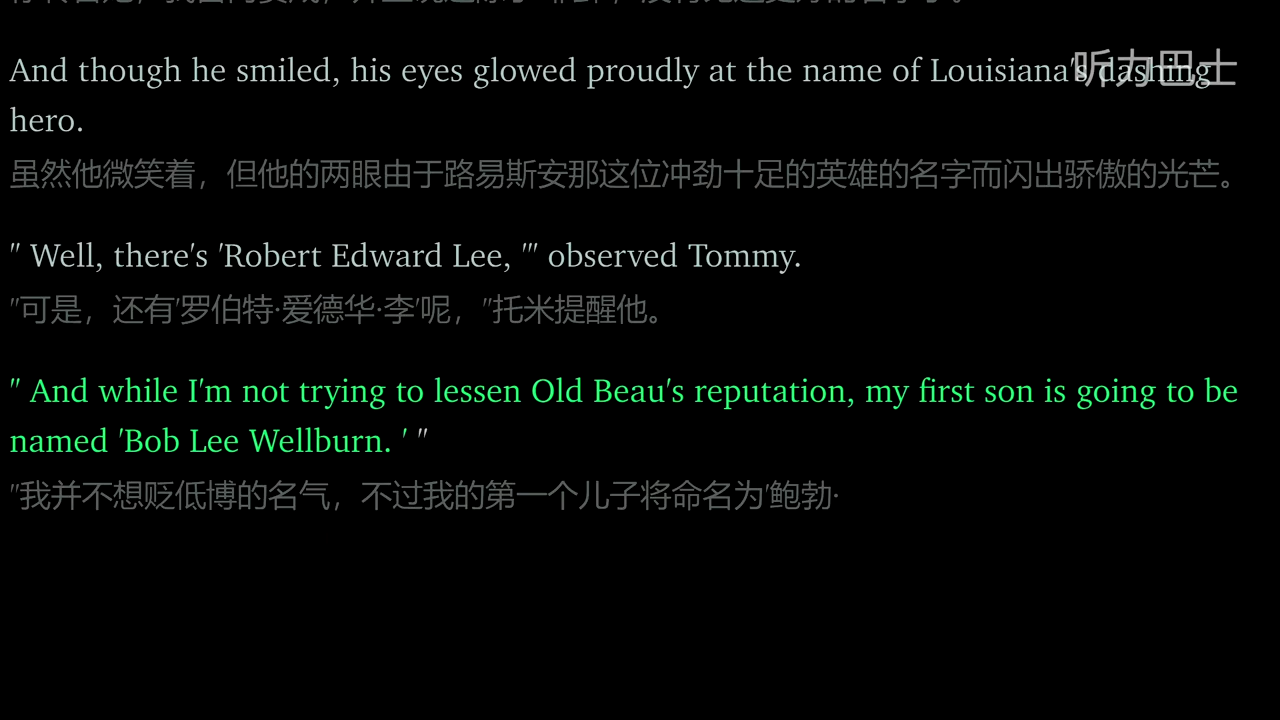 And though he smiled, his eyes glowed proudly at the name of Louisiana's dashing
听力巴士
hero.
虽然他微笑着，但他的两眼由于路易斯安那这位冲劲十足的英雄的名字而闪出骄傲的光芒。
" Well, there's 'Robert Edward Lee, '" observed Tommy.
"可是，还有'罗伯特·爱德华·李'呢，"托米提醒他。
" And while I'm not trying to lessen Old Beau's reputation, my first son is going to be
named 'Bob Lee Wellburn. ' "
"我并不想贬低博的名气，不过我的第一个儿子将命名为'鲍勃·